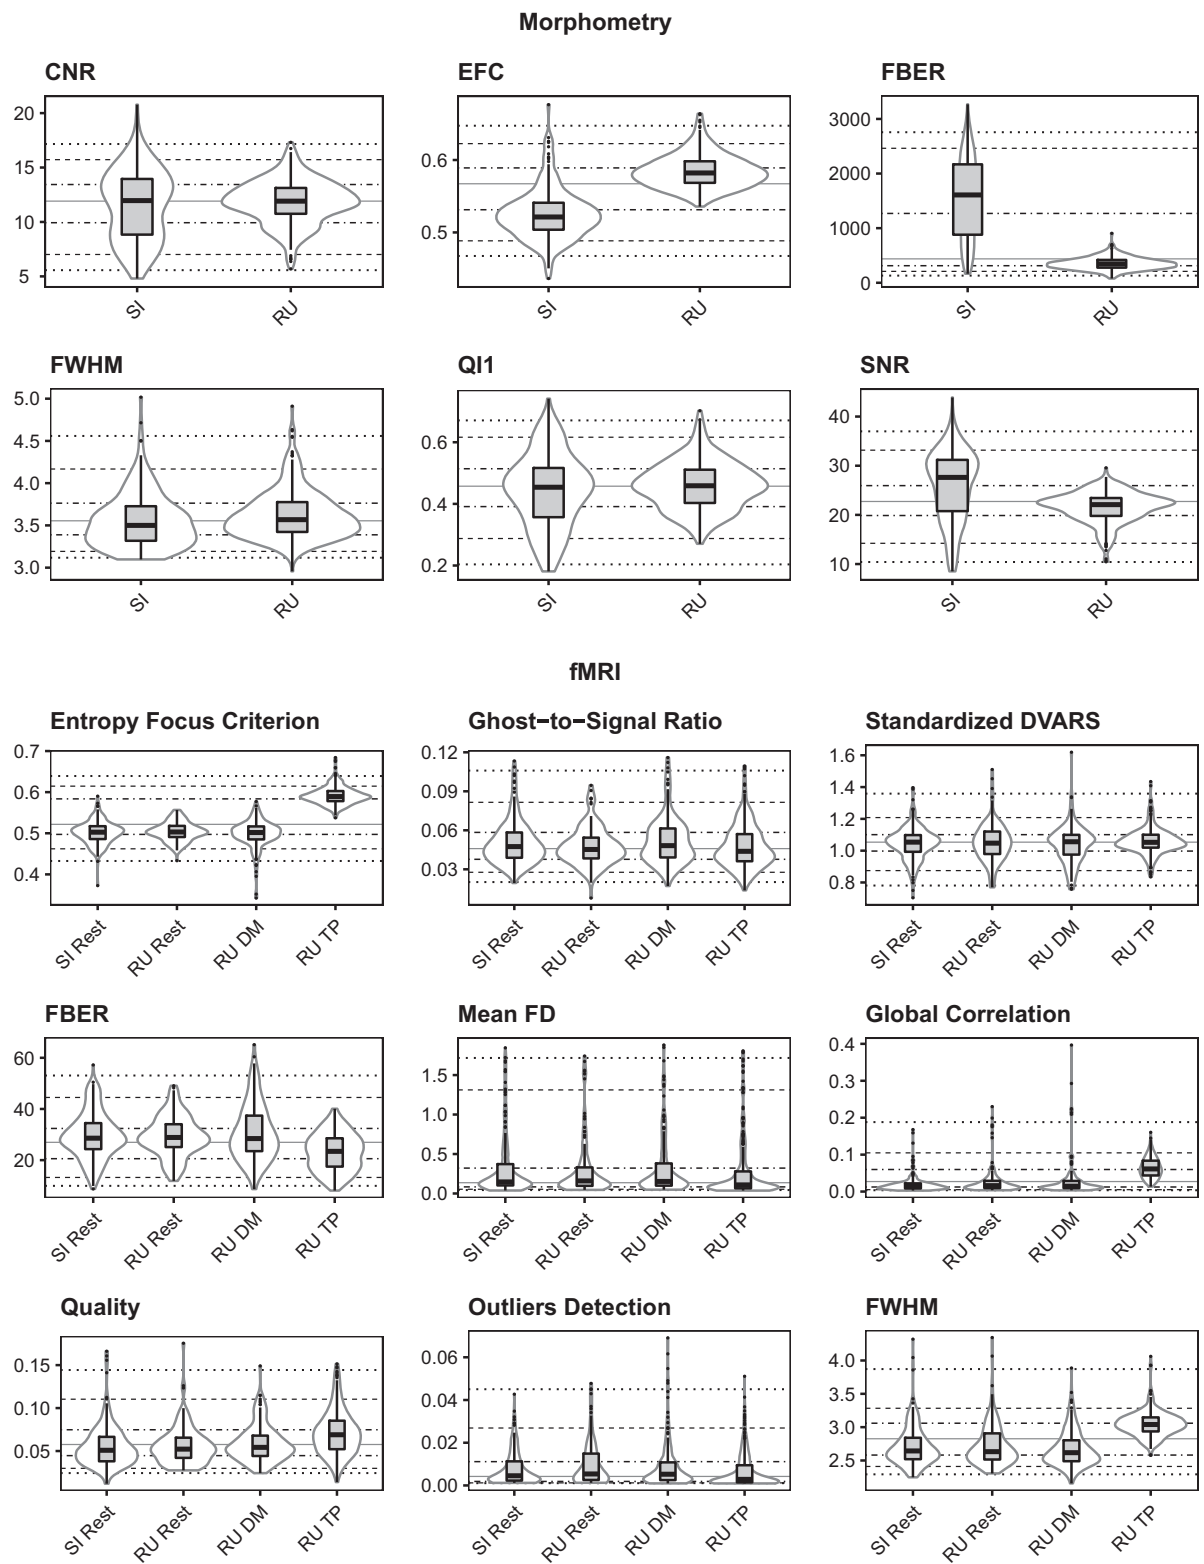 Morphometry
CNR
EFC
FBER
20
15
10
5
0.6
0.5
3000
2000
1000
0
SI
RU
SI
RU
SI
RU
FWHM
QI1
SNR
5.0
4.5
4.0
3.5
3.0
0.6
0.4
0.2
40
30
20
10
SI
RU
SI
RU
SI
RU
fMRI
Entropy Focus Criterion
Ghost−to−Signal Ratio
Standardized DVARS
0.7
0.6
0.5
0.4
0.12
0.09
0.06
0.03
1.6
1.4
1.2
1.0
0.8
SI Rest
RU Rest
RU DM
RU TP
SI Rest
RU Rest
RU DM
RU TP
SI Rest
RU Rest
RU DM
RU TP
FBER
Mean FD
Global Correlation
60
40
20
1.5
1.0
0.5
0.0
0.4
0.3
0.2
0.1
0.0
SI Rest
RU Rest
RU DM
RU TP
SI Rest
RU Rest
RU DM
RU TP
SI Rest
RU Rest
RU DM
RU TP
Quality
Outliers Detection
FWHM
0.15
0.10
0.05
0.06
0.04
0.02
0.00
4.0
3.5
3.0
2.5
SI Rest
RU Rest
RU DM
RU TP
SI Rest
RU Rest
RU DM
RU TP
SI Rest
RU Rest
RU DM
RU TP